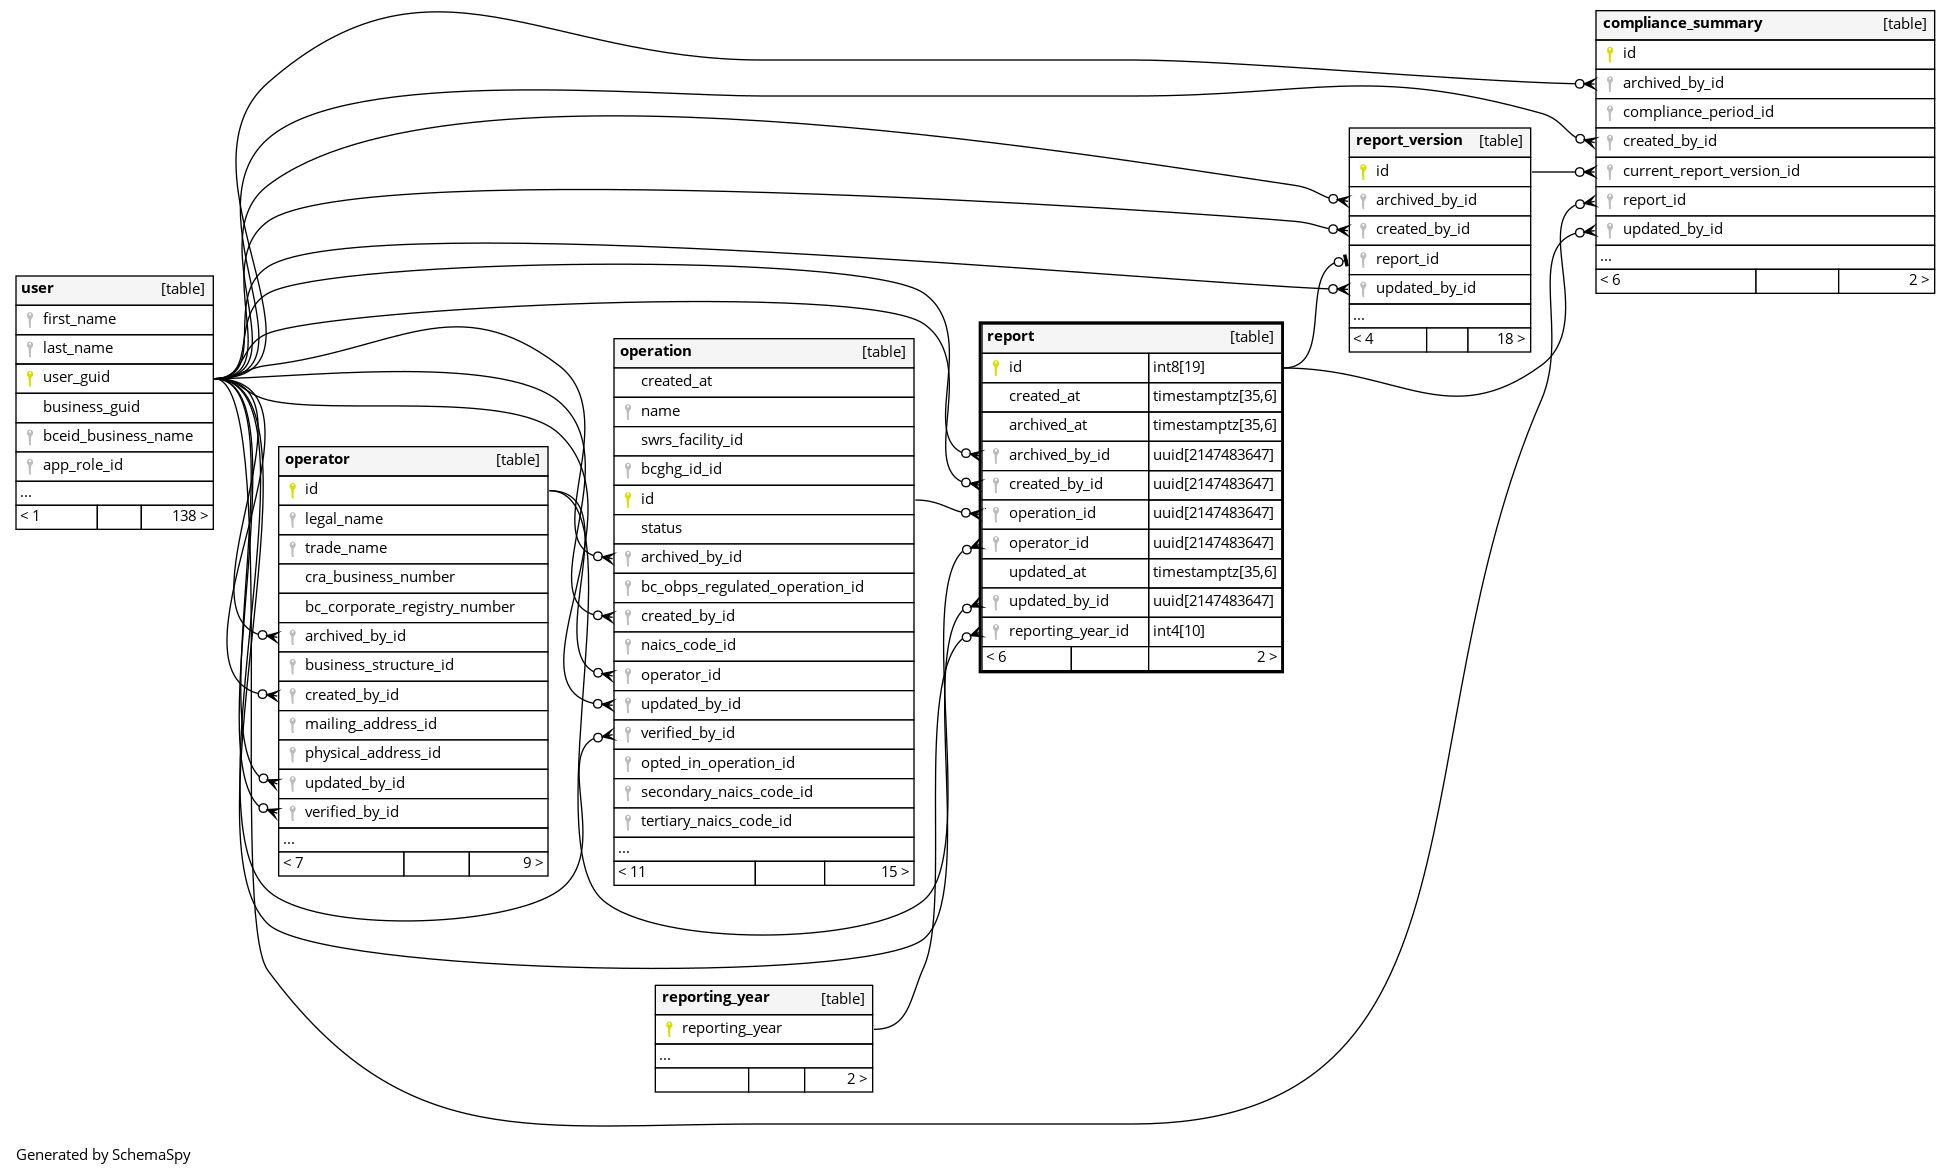 compliance_summary [table]
id
archived_by_id
compliance_period_id
created_by_id
current_report_version_id
report_id
updated_by_id
...
< 6 2 >
report_version [table]
id
archived_by_id
created_by_id
report_id
updated_by_id
...
< 4 18 >
user [table]
first_name
last_name
user_guid
business_guid
bceid_business_name
app_role_id
...
< 1 138 >
operator [table]
id
legal_name
trade_name
cra_business_number
bc_corporate_registry_number
archived_by_id
business_structure_id
created_by_id
mailing_address_id
physical_address_id
updated_by_id
verified_by_id
...
< 7 9 >
operation [table]
created_at
name
swrs_facility_id
bcghg_id_id
id
status
archived_by_id
bc_obps_regulated_operation_id
created_by_id
naics_code_id
operator_id
updated_by_id
verified_by_id
opted_in_operation_id
secondary_naics_code_id
tertiary_naics_code_id
...
< 11 15 >
report [table]
id int8[19]
created_at timestamptz[35,6]
archived_at timestamptz[35,6]
archived_by_id uuid[2147483647]
created_by_id uuid[2147483647]
operation_id uuid[2147483647]
operator_id uuid[2147483647]
updated_at timestamptz[35,6]
updated_by_id uuid[2147483647]
reporting_year_id int4[10]
< 6 2 >
reporting_year [table]
reporting_year
...
2 >
Generated by SchemaSpy